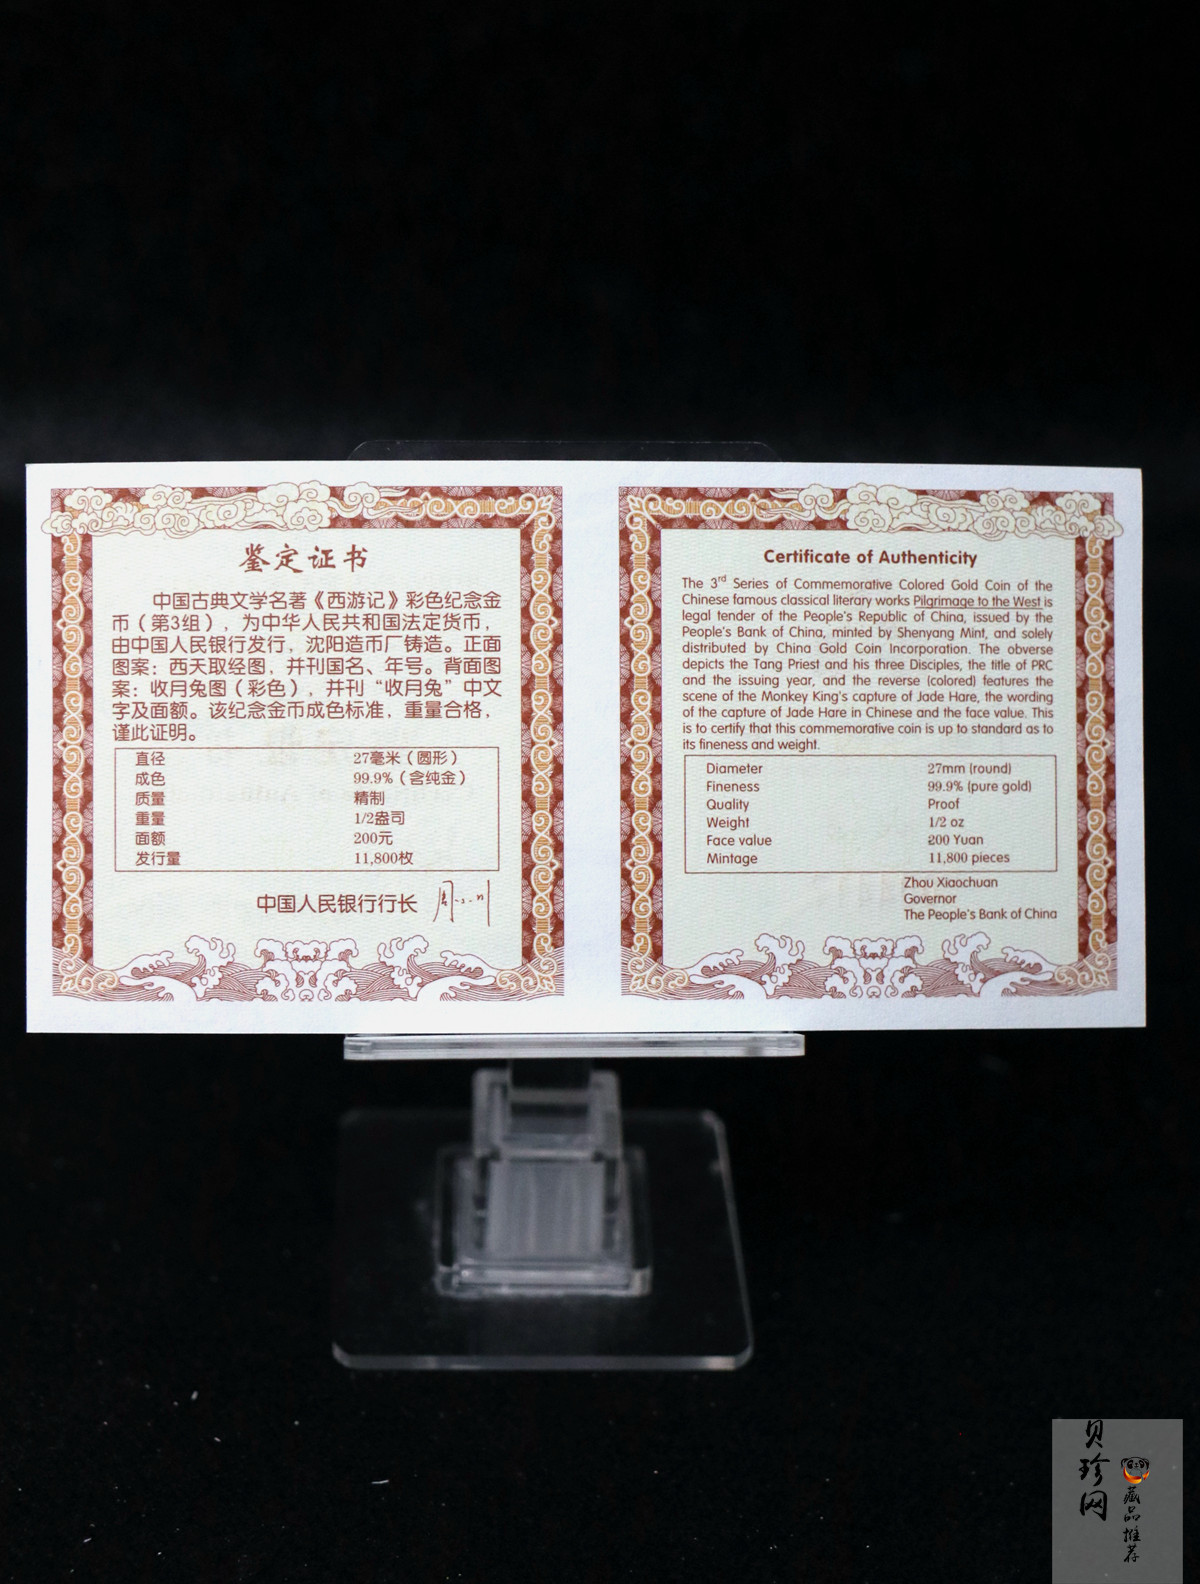 鉴定证书
中国古典文学名著《西游记》彩色纪念金
币（第3组），为中华人民共和国法定货币，
由中国人民银行发行，沈阳造币厂铸造。正面
图案：西天取经图，并刊国名、年号。背面图
案：收月兔图（彩色），并刊“收月兔”中文
字及面额。该纪念金币成色标准，重量合格，
谨此证明。
直径 27毫米（圆形）
成色 99.9%（含纯金）
质量 精制
重量 1/2盎司
面额 200元
发行量 11,800枚
中国人民银行行长
Certificate of Authenticity
The 3rd Series of Commemorative Colored Gold Coin of the
Chinese famous classical literary works Pilgrimage to the West is
legal tender of the People's Republic of China, issued by the
People's Bank of China, minted by Shenyang Mint, and solely
distributed by China Gold Coin Incorporation. The obverse
depicts the Tang Priest and his three Disciples, the title of PRC
and the issuing year, and the reverse (colored) features the
scene of the Monkey King's capture of Jade Hare, the wording
of the capture of Jade Hare in Chinese and the face value. This
is to certify that this commemorative coin is up to standard as to
its fineness and weight.
Diameter 27mm (round)
Fineness 99.9% (pure gold)
Quality Proof
Weight 1/2 oz
Face value 200 Yuan
Mintage 11,800 pieces
Zhou Xiaochuan
Governor
The People's Bank of China
贝珍网
藏品推荐